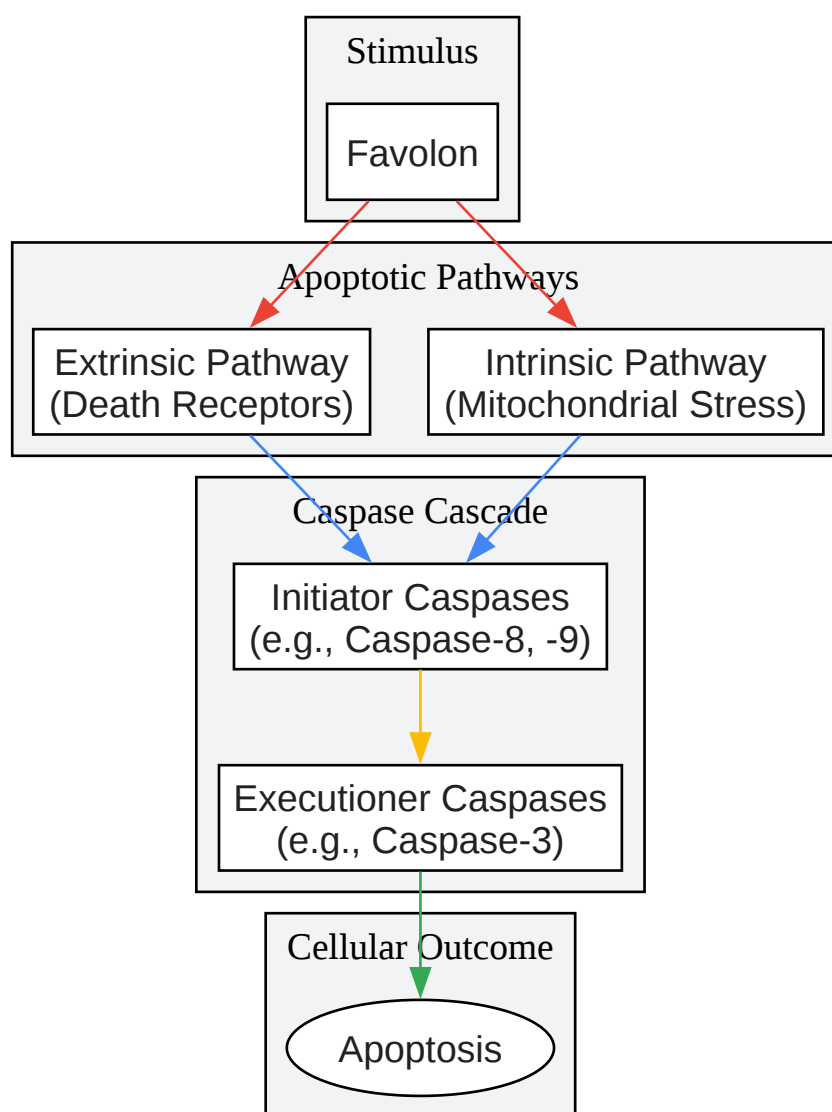 Stimulus
Favolon
Apoptotic Pathways
Extrinsic Pathway
(Death Receptors)
Intrinsic Pathway
(Mitochondrial Stress)
Caspase Cascade
Initiator Caspases
(e.g., Caspase-8, -9)
Executioner Caspases
(e.g., Caspase-3)
Cellular Outcome
Apoptosis